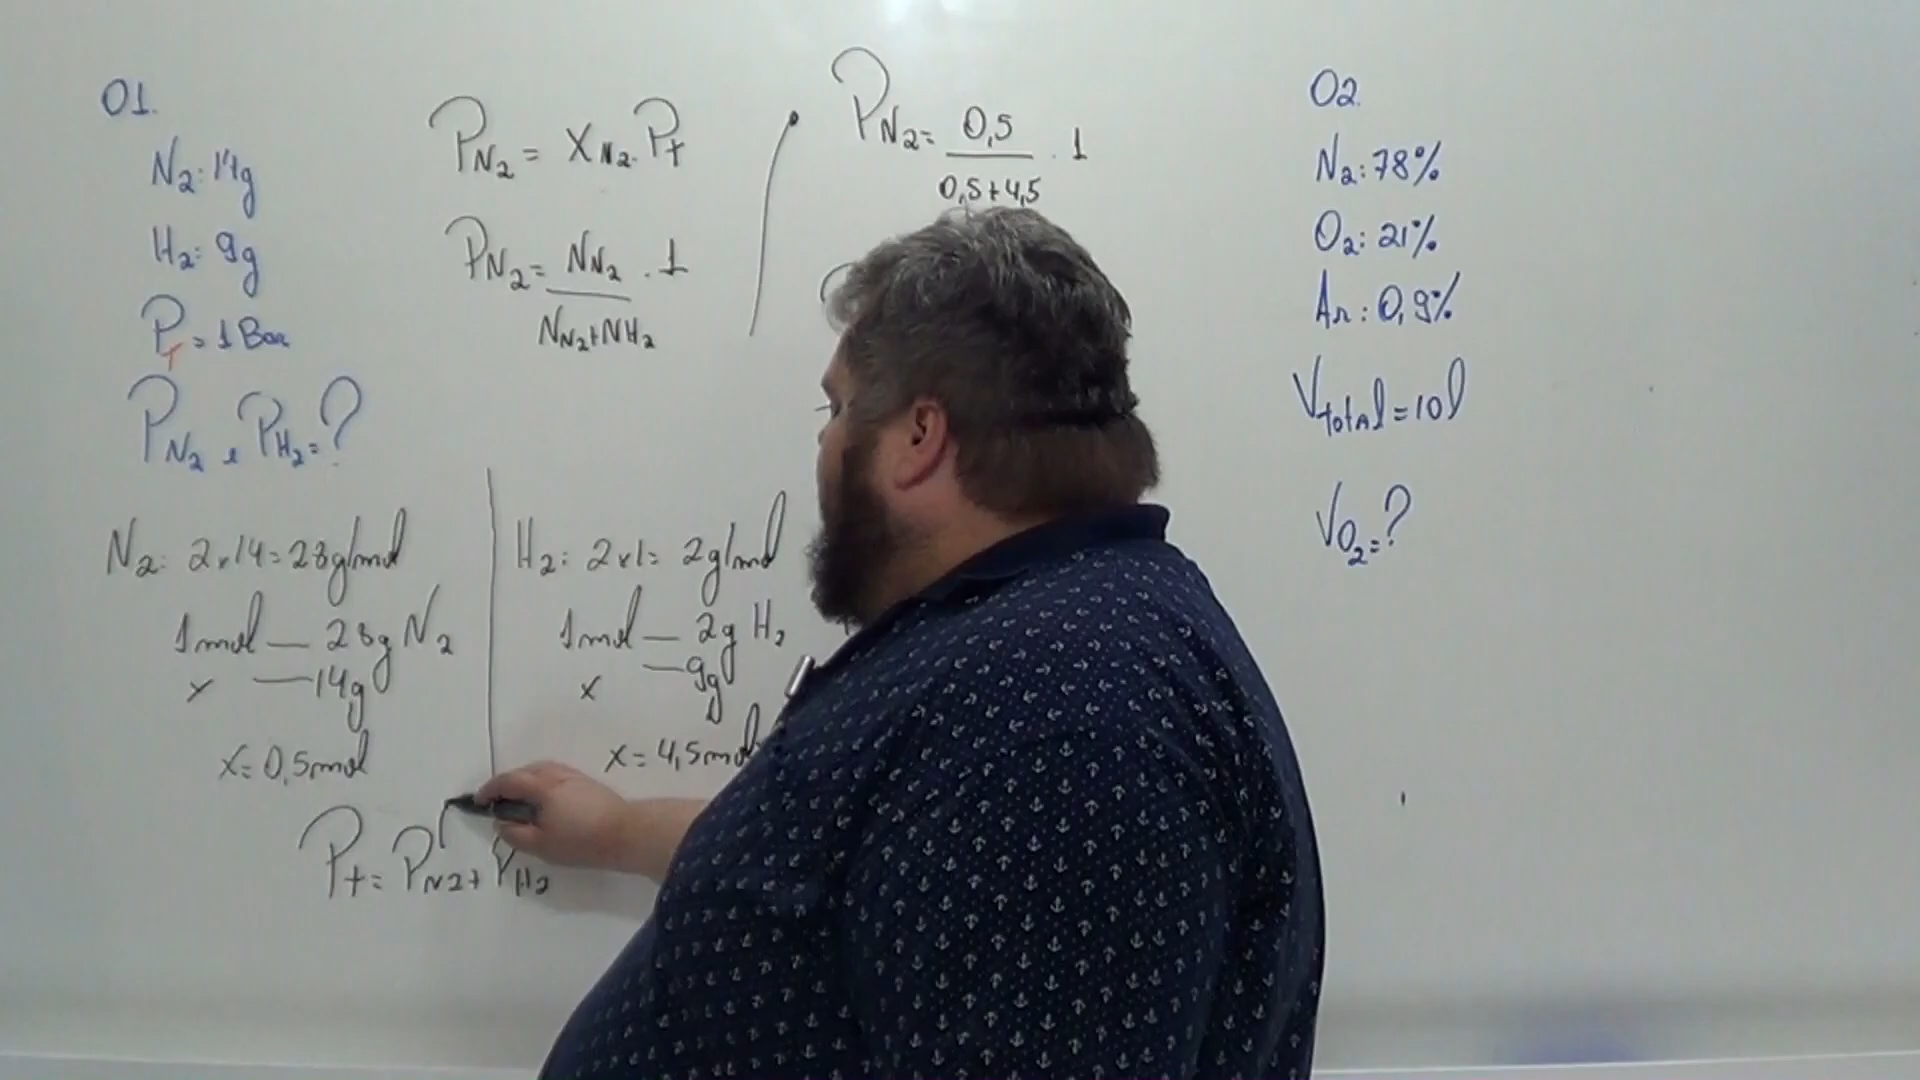 01.
N2: 14g
H2: 9g
PT = 1 Bar
PN2 e PH2 = ?
PN2 = XN2 . Pt
PN2 = NN2 . 1
NN2 + NH2
PN2 = 0,5 . 1
0,5 + 4,5
N2: 2x14 = 28g/mol
1mol — 28g N2
x — 14g
x = 0,5mol
H2: 2x1 = 2g/mol
1mol — 2g H2
x — 9g
x = 4,5mol
Pt = PN2 + PH2
02.
N2: 78%
O2: 21%
Ar: 0,9%
Vtotal = 10l
VO2 = ?